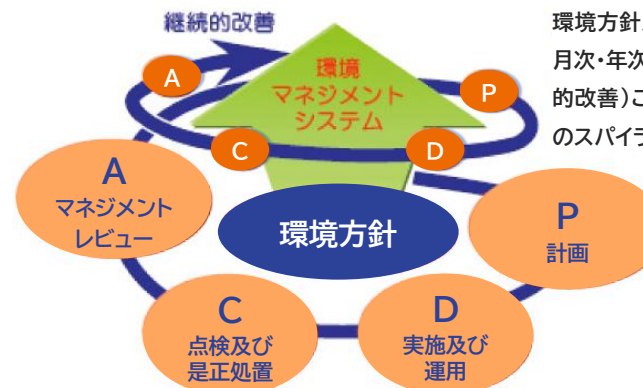 継続的改善
環境方針
月次・年次
的改善)こ
のスパイラ
環境
マネジメント
システム
A
P
C
D
A
マネジメント
レビュー
環境方針
P
計画
C
点検及び
是正処置
D
実施及び
運用